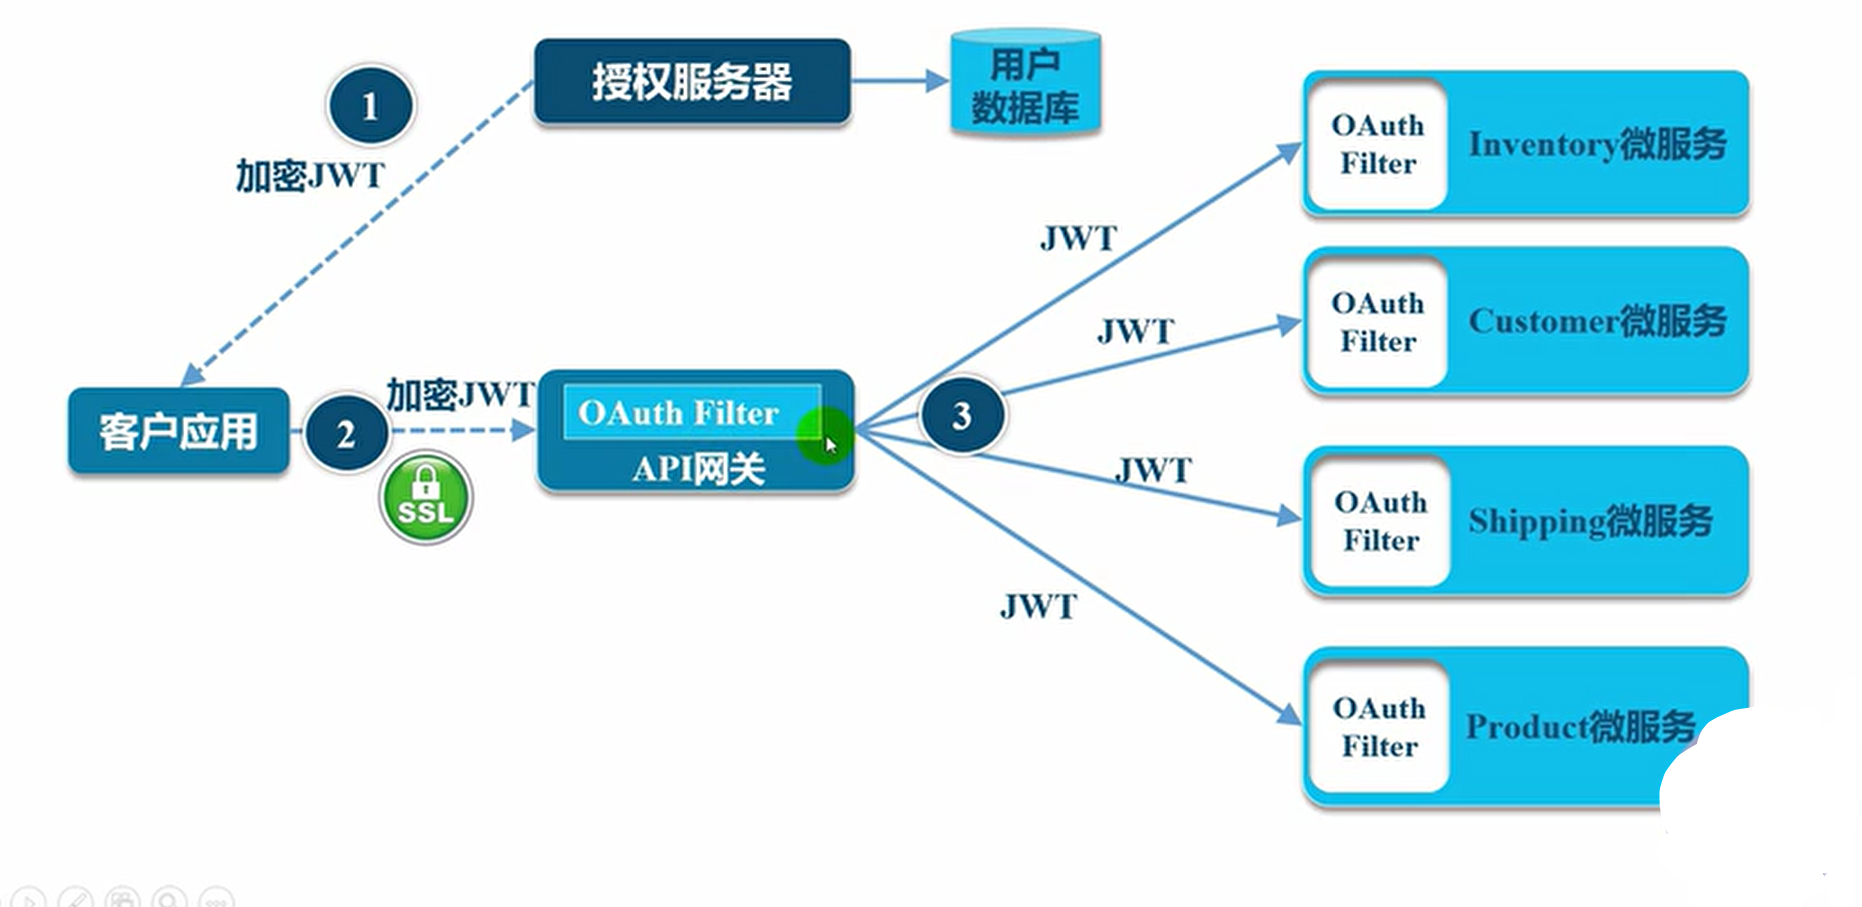 授权服务器
用户
数据库
1
加密JWT
OAuth
Filter
Inventory微服务
JWT
OAuth
Filter
Customer微服务
JWT
客户应用
2
加密JWT
SSL
OAuth Filter
API网关
3
JWT
OAuth
Filter
Shipping微服务
JWT
OAuth
Filter
Product微服务